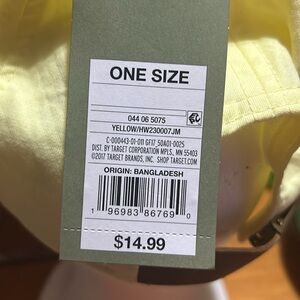 ONE SIZE
044 06 5075
YELLOW/HW230007JM
C-000443-01-011 GF17_50A01-0025
DIST. BY TARGET CORPORATION MPLS., MN 55403
©2017 TARGET BRANDS, INC. SHOP TARGET.COM
ORIGIN: BANGLADESH
1 96983 86769 0
$14.99